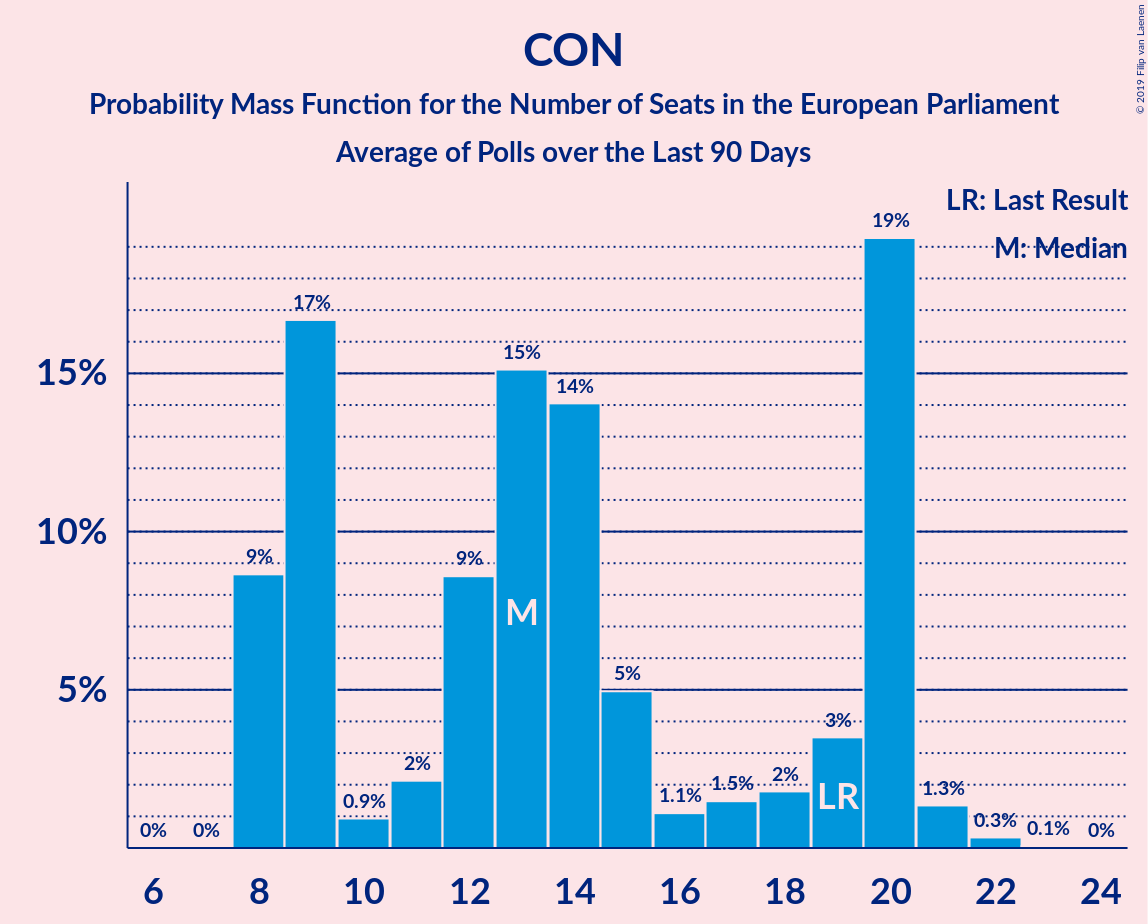 CON
Probability Mass Function for the Number of Seats in the European Parliament
Average of Polls over the Last 90 Days
© 2019 Filip van Laenen
LR: Last Result
M: Median
19%
17%
15%
14%
9%
9%
5%
3%
2%
2%
1.5%
1.1%
1.3%
0.9%
0.3%
0.1%
0%
0%
0%
M
LR
15%
10%
5%
6 8 10 12 14 16 18 20 22 24